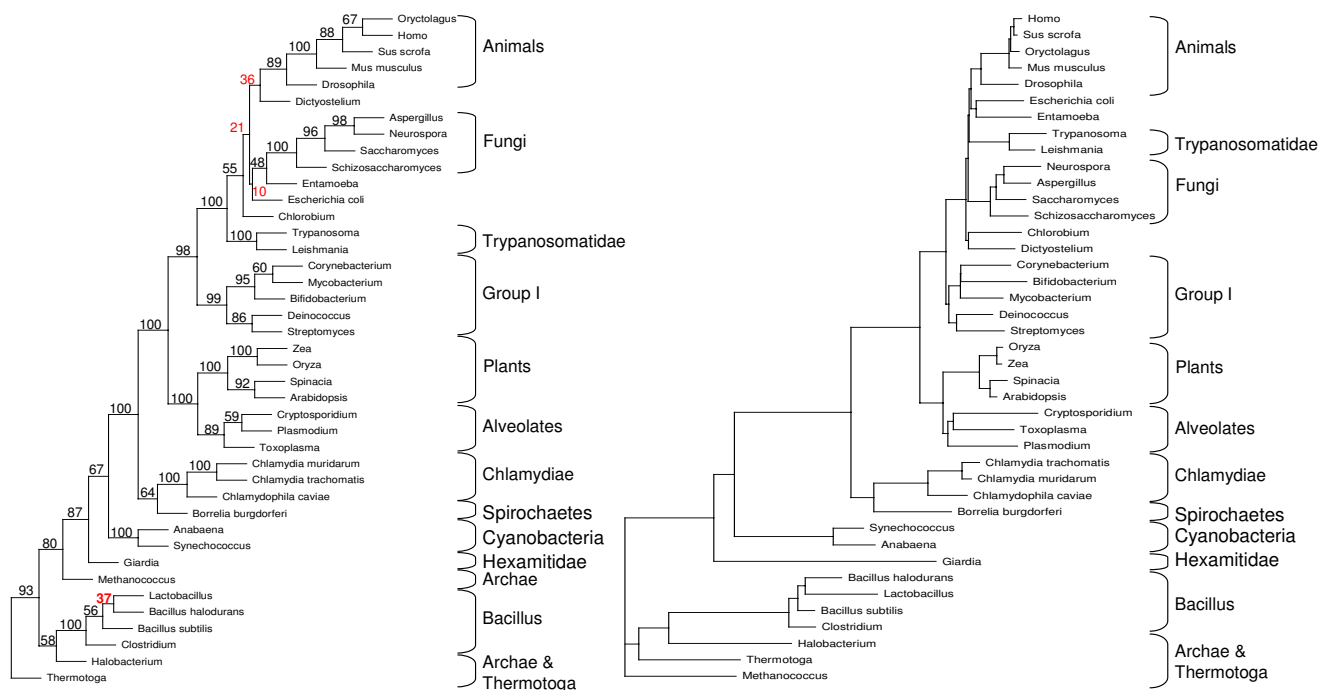 67
Oryctolagus
88
Homo
100
Sus scrofa
89
Mus musculus
36
Drosophila
Dictyostelium
Animals
98
Aspergillus
96
Neurospora
21
100
Saccharomyces
48
Schizosaccharomyces
Fungi
55
Entamoeba
10
Escherichia coli
100
Chlorobium
100
Trypanosoma
Leishmania
Trypanosomatidae
98
60
Corynebacterium
95
Mycobacterium
99
Bifidobacterium
86
Deinococcus
Streptomyces
Group I
100
100
Zea
100
Oryza
92
Spinacia
100
Arabidopsis
Plants
59
Cryptosporidium
89
Plasmodium
Toxoplasma
Alveolates
100
100
Chlamydia muridarum
100
Chlamydia trachomatis
67
64
Chlamydophila caviae
Chlamydiae
Borrelia burgdorferi
Spirochaetes
87
100
Anabaena
Synechococcus
Cyanobacteria
80
Giardia
Hexamitidae
Methanococcus
Archae
93
37
Lactobacillus
56
Bacillus halodurans
100
Bacillus subtilis
58
Clostridium
Bacillus
Halobacterium
Thermotoga
Archae &
Thermotoga
Homo
Sus scrofa
Oryctolagus
Mus musculus
Drosophila
Animals
Escherichia coli
Entamoeba
Trypanosoma
Leishmania
Trypanosomatidae
Neurospora
Aspergillus
Saccharomyces
Schizosaccharomyces
Fungi
Chlorobium
Dictyostelium
Corynebacterium
Bifidobacterium
Mycobacterium
Deinococcus
Streptomyces
Group I
Oryza
Zea
Spinacia
Arabidopsis
Plants
Cryptosporidium
Toxoplasma
Plasmodium
Alveolates
Chlamydia trachomatis
Chlamydia muridarum
Chlamydophila caviae
Chlamydiae
Borrelia burgdorferi
Spirochaetes
Synechococcus
Anabaena
Cyanobacteria
Giardia
Hexamitidae
Bacillus halodurans
Lactobacillus
Bacillus subtilis
Clostridium
Bacillus
Halobacterium
Thermotoga
Methanococcus
Archae &
Thermotoga